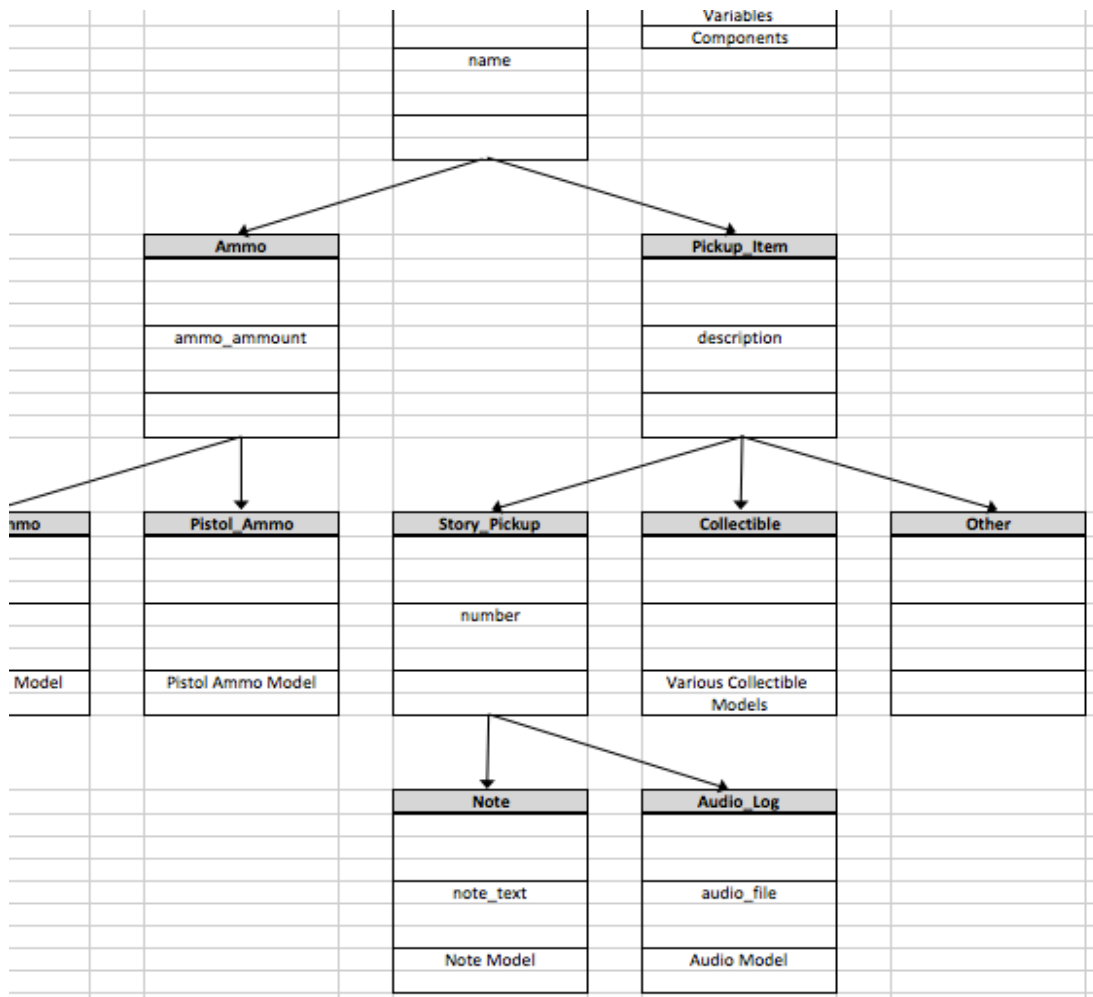 Variables
Components
name
Ammo
Pickup_Item
ammo_ammount
description
mmo
Pistol_Ammo
Story_Pickup
Collectible
Other
number
Model
Pistol Ammo Model
Various Collectible
Models
Note
Audio_Log
note_text
audio_file
Note Model
Audio Model